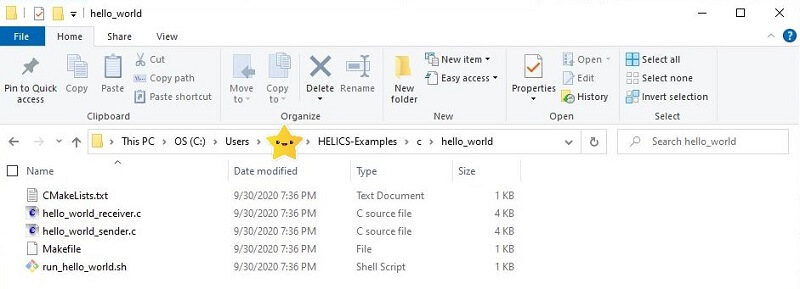 hello_world
File Home Share View
Pin to Quick access
Copy
Paste
Cut
Copy path
Paste shortcut
Clipboard
Move to
Copy to
Delete
Rename
Organize
New folder
New item
Easy access
New
Properties
Open
Edit
History
Open
Select all
Select none
Invert selection
Select
This PC > OS (C:) > Users > > HELICS-Examples > c > hello_world
Search hello_world
Name Date modified Type Size
CMakeLists.txt 9/30/2020 7:36 PM Text Document 1 KB
hello_world_receiver.c 9/30/2020 7:36 PM C source file 4 KB
hello_world_sender.c 9/30/2020 7:36 PM C source file 4 KB
Makefile 9/30/2020 7:36 PM File 1 KB
run_hello_world.sh 9/30/2020 7:36 PM Shell Script 1 KB